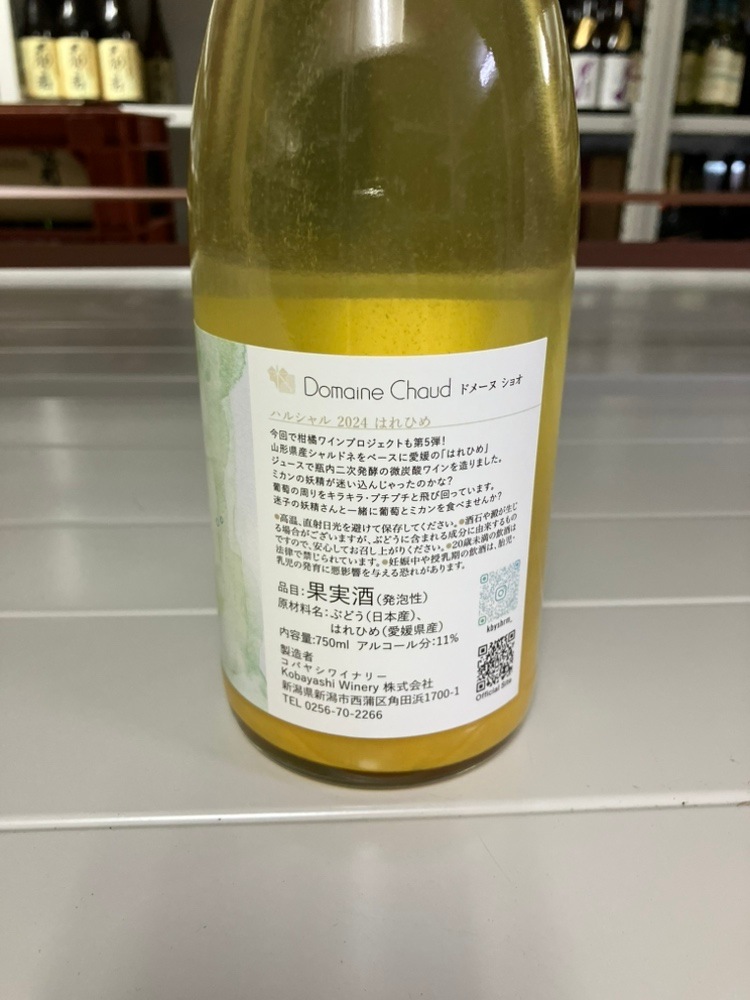 Domaine Chaud ドメーヌ ショオ
ハルシャル 2024 はれひめ
今回で柑橘ワインプロジェクトも第5弾!
山形県産シャルドネをベースに愛媛の「はれひめ」
ジュースで瓶内二次発酵の微炭酸ワインを造りました。
ミカンの妖精が迷い込んじゃったのかな?
葡萄の周りをキラキラ・プチプチと飛び回っています。
迷子の妖精さんと一緒に葡萄とミカンを食べませんか?
●高温、直射日光を避けて保存してください。●酒石や澱が生じ
る場合がございますが、ぶどうに含まれる成分に由来するもの
ですので、安心してお召し上がりください。●20歳未満の飲酒は
法律で禁じられています。●妊娠中や授乳期の飲酒は、胎児・
乳児の発育に悪影響を与える恐れがあります。
品目:果実酒(発泡性)
原材料名:ぶどう(日本産)、
はれひめ(愛媛県産)
内容量:750ml アルコール分:11%
製造者
コバヤシワイナリー
Kobayashi Winery 株式会社
新潟県新潟市西蒲区角田浜1700-1
TEL 0256-70-2266
kbyshrm_
Official Site